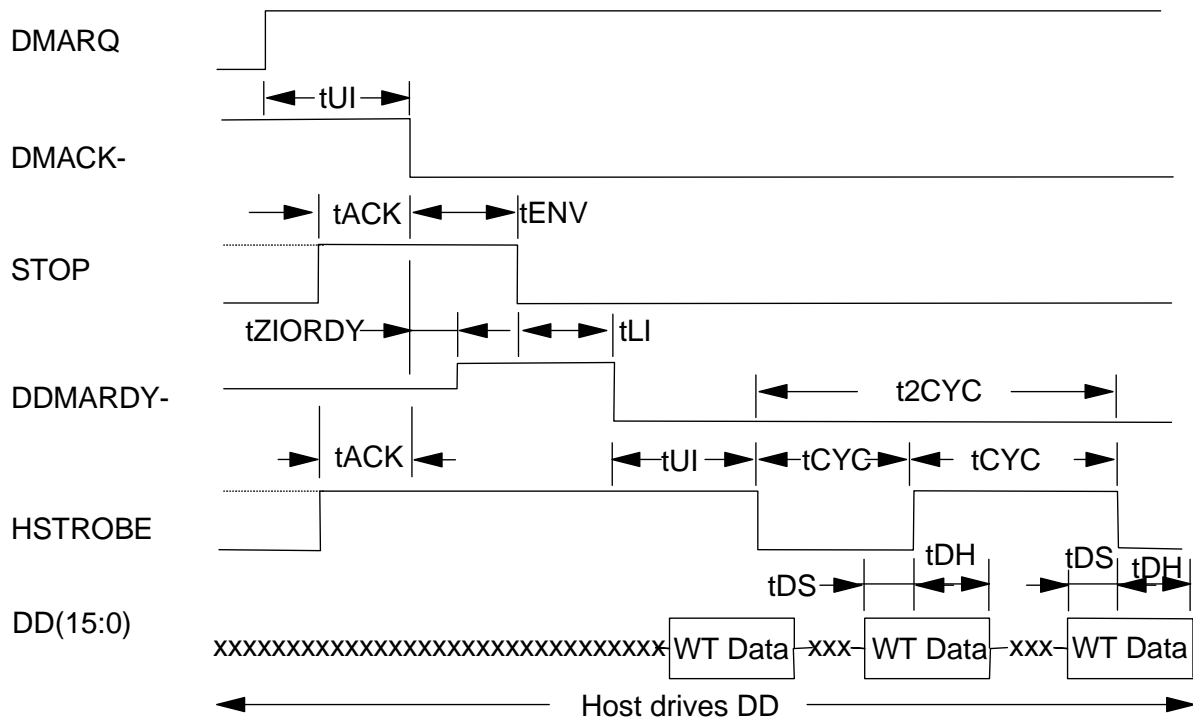 DMARQ
tUI
DMACK-
tACK tENV
STOP
tZIORDY tLI
DDMARDY- t2CYC
tACK tUI tCYC tCYC
HSTROBE
tDS tDH tDS tDH
DD(15:0)
xxxxxxxxxxxxxxxxxxxxxxxxxxxxxxx WT Data xxx WT Data xxx WT Data
Host drives DD